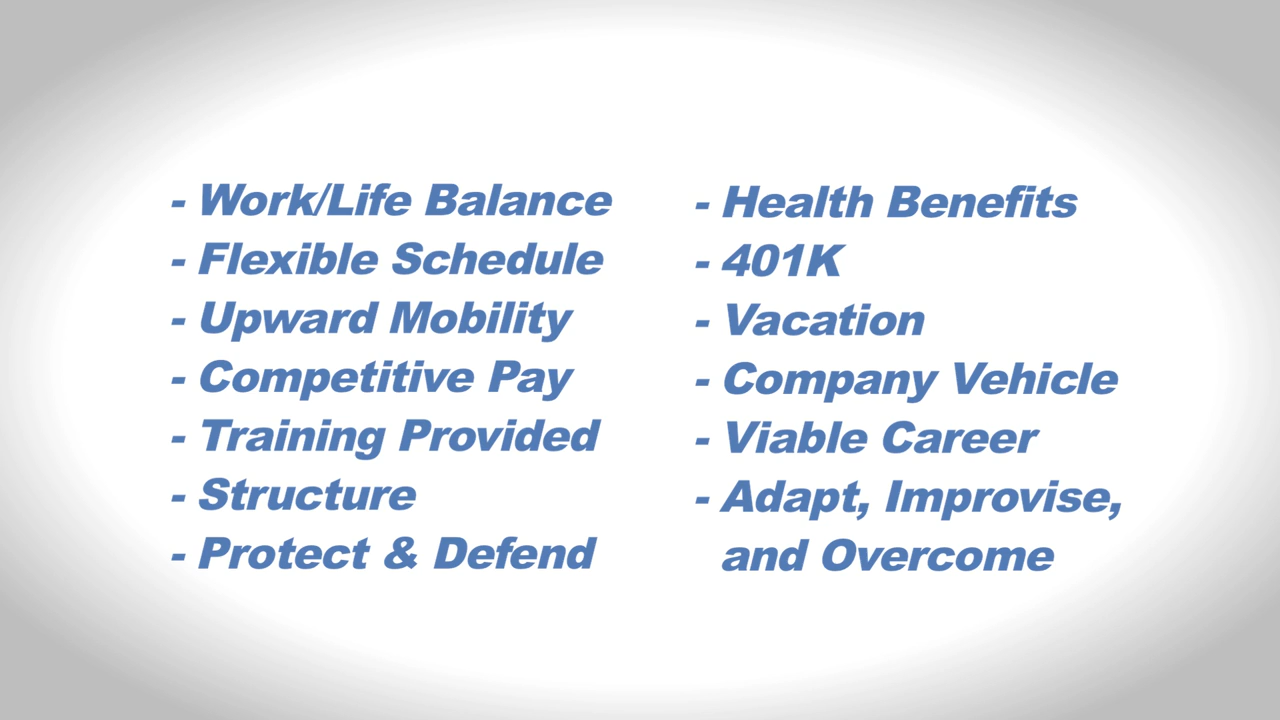 - Work/Life Balance
- Flexible Schedule
- Upward Mobility
- Competitive Pay
- Training Provided
- Structure
- Protect & Defend
- Health Benefits
- 401K
- Vacation
- Company Vehicle
- Viable Career
- Adapt, Improvise,
and Overcome